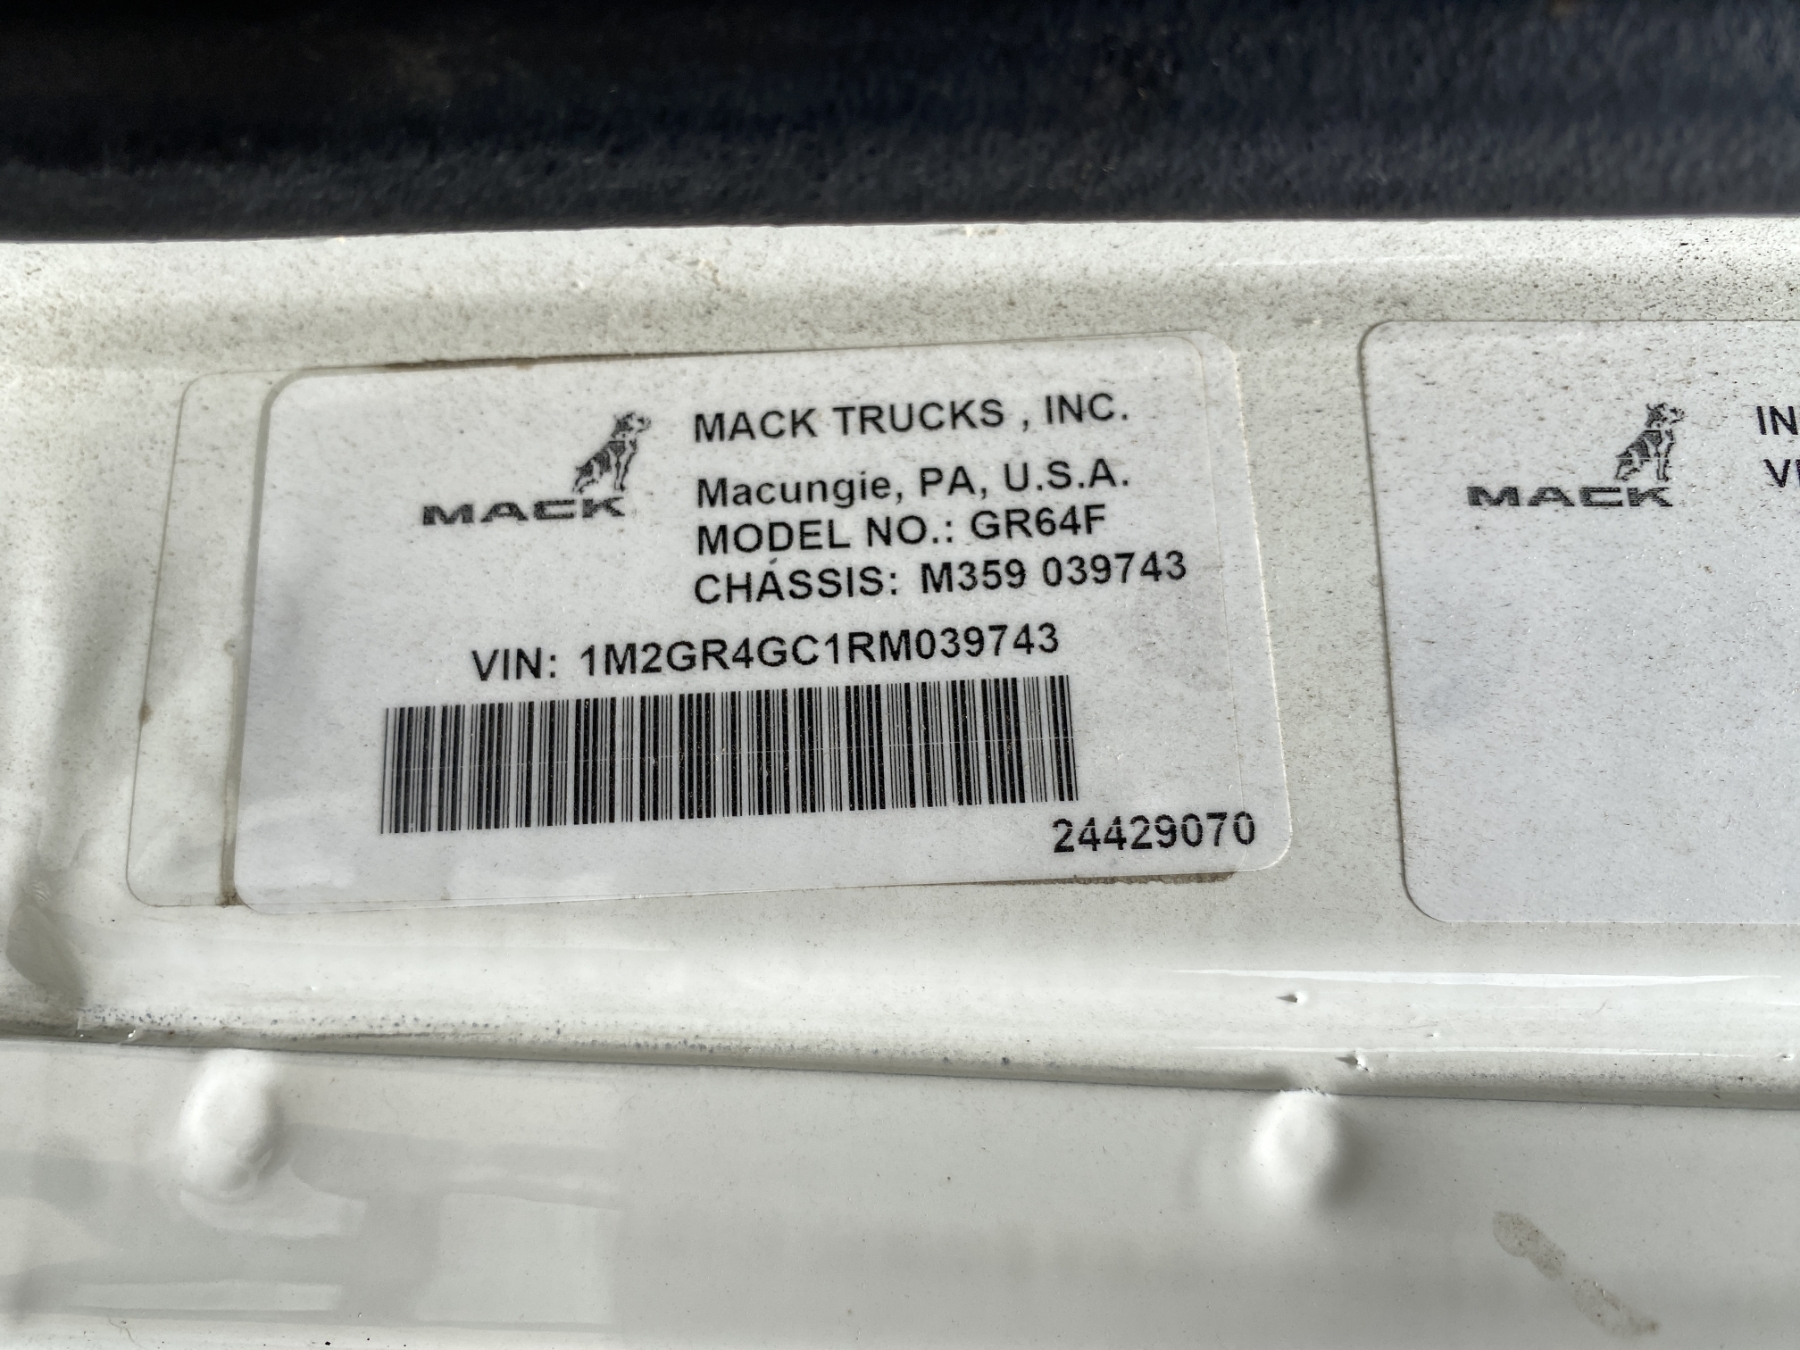 MACK
MACK TRUCKS , INC.
Macungie, PA, U.S.A.
MODEL NO.: GR64F
CHASSIS: M359 039743
VIN: 1M2GR4GC1RM039743
24429070
MACK